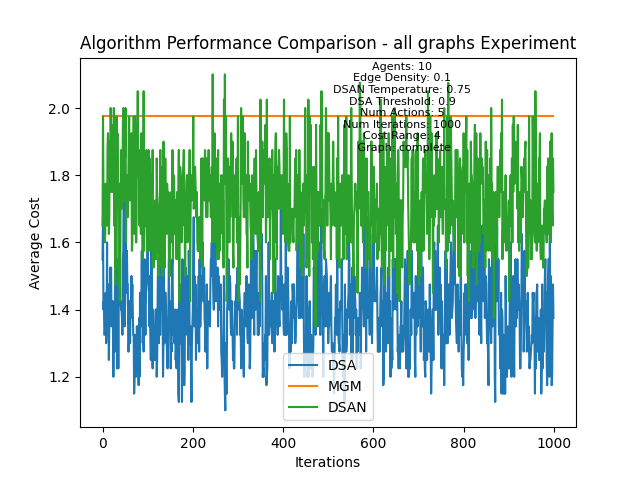 Algorithm Performance Comparison - all graphs Experiment
Agents: 10
Edge Density: 0.1
DSAN Temperature: 0.75
DSA Threshold: 0.9
Num Actions: 5
Num Iterations: 1000
Cost Range: 4
Graph: complete
Average Cost
2.0
1.8
1.6
1.4
1.2
DSA
MGM
DSAN
0
200
400
600
800
1000
Iterations